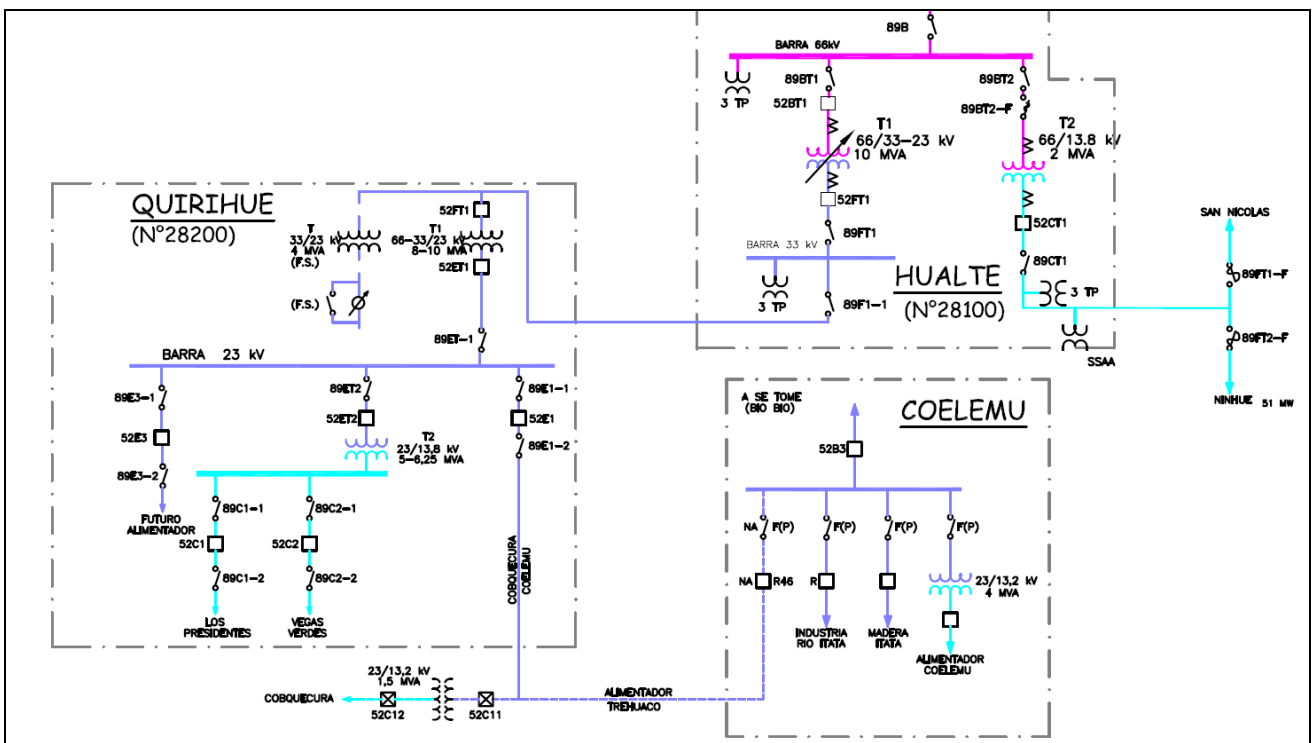 89B
BARRA 66kV
89BT1
89BT2
3 TP
52BT1
89BT2-F
T1
66/33-23 kV
10 MVA
T2
66/13.8 kV
2 MVA
52FT1
89FT1
BARRA 33 kV
3 TP
89F1-1
HUALTE
(N°28100)
52CT1
89CT1
3 TP
SSAA
SAN NICOLAS
89FT1-F
89FT2-F
NINHUE 51 MW
QUIRIHUE
(N°28200)
52FT1
T
33/23 kV
4 MVA
(F.S.)
T1
66-33/23 kV
8-10 MVA
52ET1
(F.S.)
89ET-1
BARRA 23 kV
89E3-1
89ET2
89E1-1
52E3
52ET2
52E1
89E3-2
T2
23/13,8 kV
5-6,25 MVA
89E1-2
FUTURO
ALIMENTADOR
89C1-1
89C2-1
52C1
52C2
89C1-2
89C2-2
LOS
PRESIDENTES
VEGAS
VERDES
COBQUECURA
COELEMU
A SE TOME
(BIO BIO)
COELEMU
52B3
NA
F(P)
F(P)
F(P)
F(P)
NA
R46
R
23/13,2 kV
4 MVA
INDUSTRIA
RIO ITATA
MADERA
ITATA
ALIMENTADOR
COELEMU
23/13,2 kV
1,5 MVA
COBQUECURA
52C12
52C11
ALIMENTADOR
TREHUACO